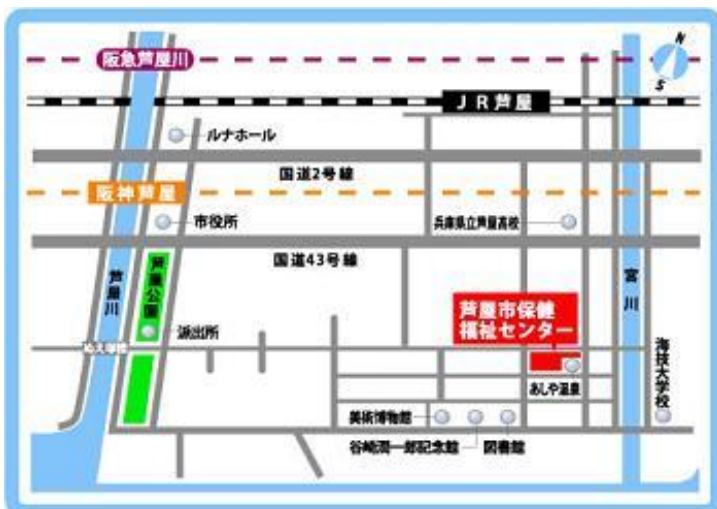 阪急芦屋川
N
S
JR芦屋
ルナホール
国道2号線
阪神芦屋
市役所
兵庫県立芦屋高校
国道43号線
芦屋川
芦屋公園
宮川
芦屋市保健
福祉センター
派出所
海技大学校
あしや温泉
美術博物館
谷崎潤一郎記念館
図書館